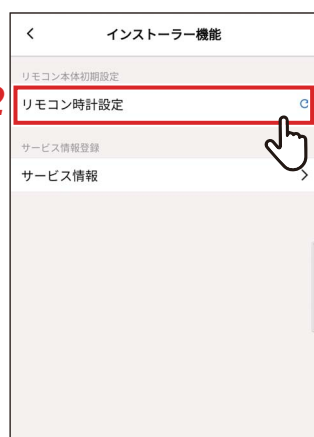 インストーラー機能
リモコン本体初期設定
2
リモコン時計設定
サービス情報登録
サービス情報